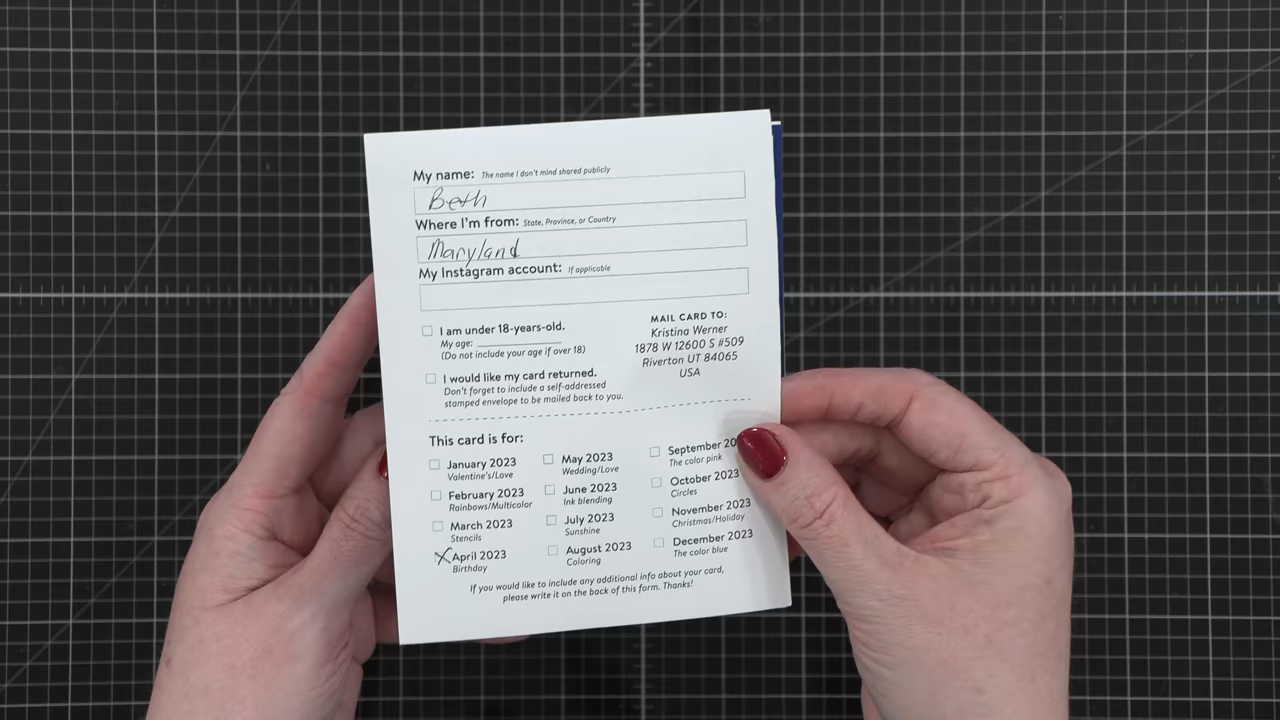 My name: The name I don't mind shared publicly
Beth
Where I'm from: State, Province, or Country
Maryland
My Instagram account: If applicable
I am under 18-years-old.
My age:
(Do not include your age if over 18)
I would like my card returned.
Don't forget to include a self-addressed
stamped envelope to be mailed back to you.
MAIL CARD TO:
Kristina Werner
1878 W 12600 S #509
Riverton UT 84065
USA
This card is for:
January 2023
Valentine's/Love
February 2023
Rainbows/Multicolor
March 2023
Stencils
April 2023
Birthday
May 2023
Wedding/Love
June 2023
Ink blending
July 2023
Sunshine
August 2023
Coloring
September 20
The color pink
October 2023
Circles
November 2023
Christmas/Holiday
December 2023
The color blue
If you would like to include any additional info about your card,
please write it on the back of this form. Thanks!